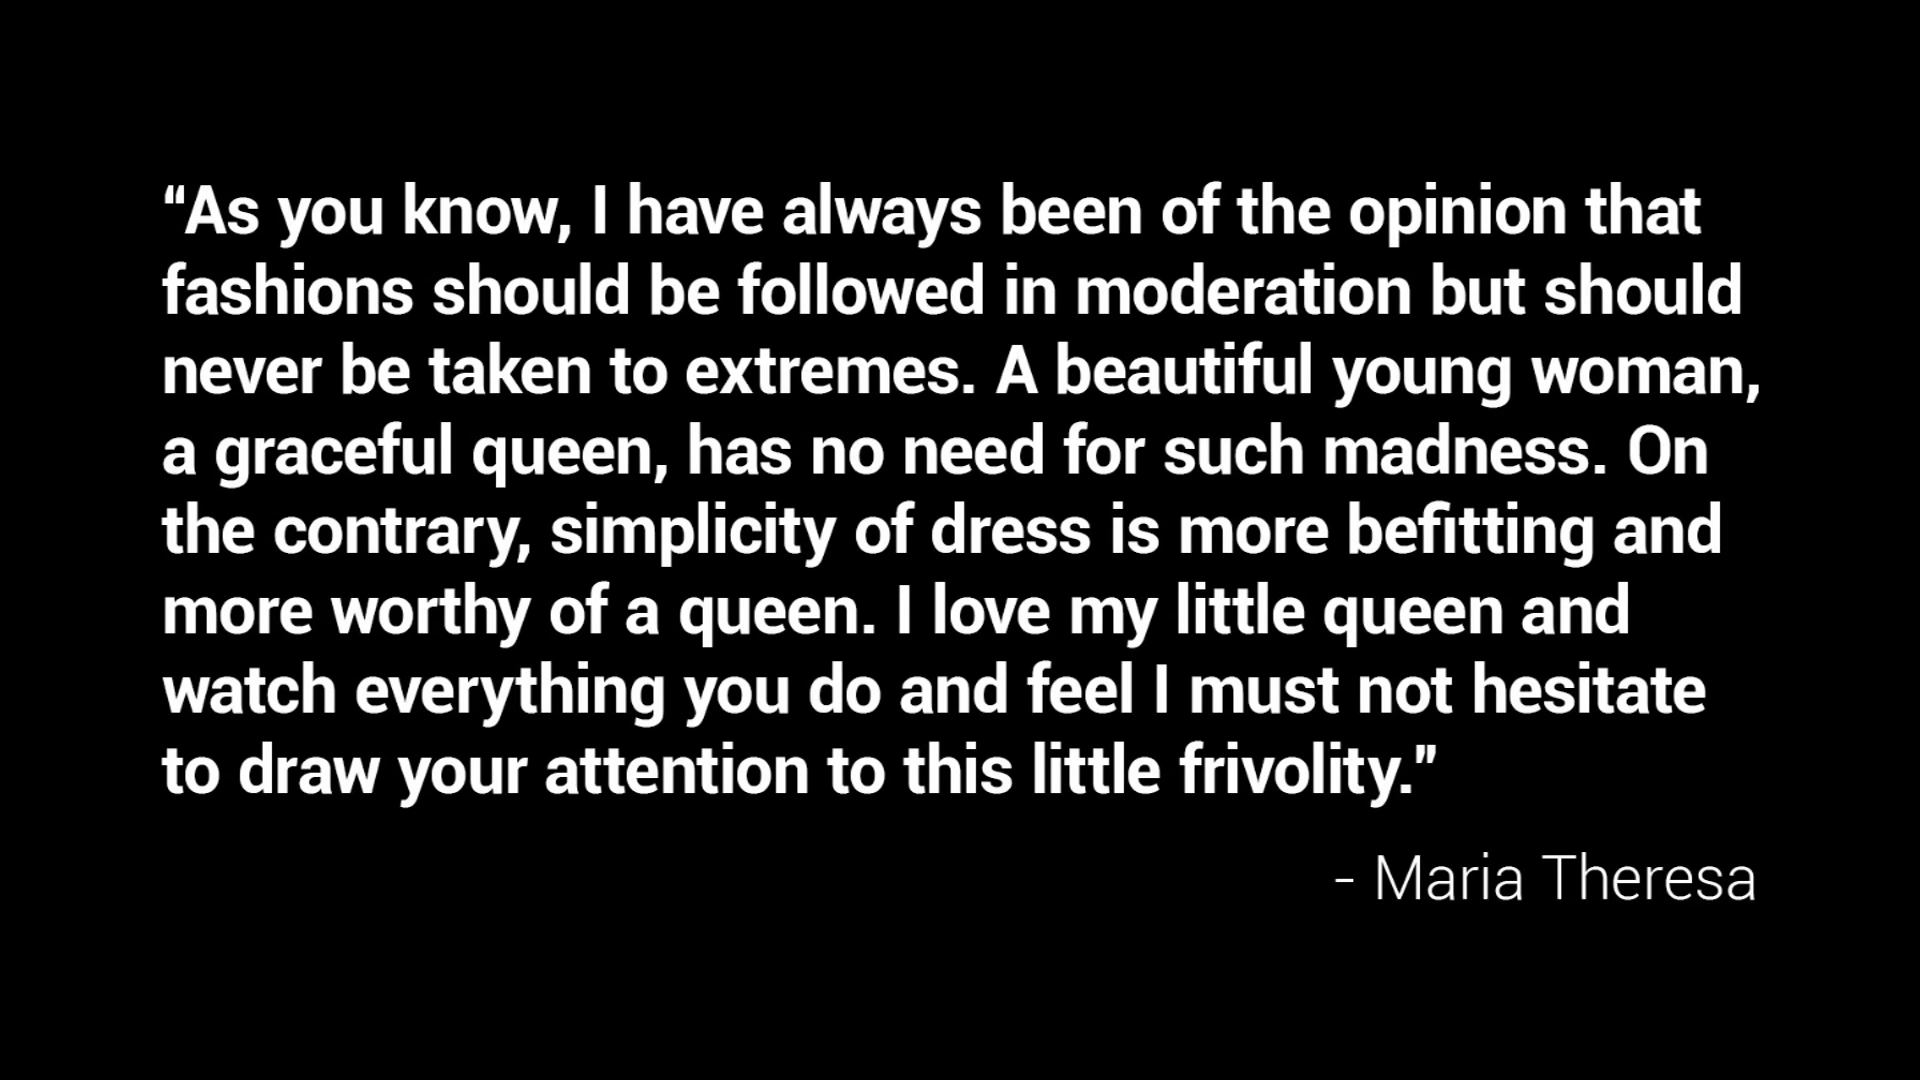 “As you know, I have always been of the opinion that
fashions should be followed in moderation but should
never be taken to extremes. A beautiful young woman,
a graceful queen, has no need for such madness. On
the contrary, simplicity of dress is more befitting and
more worthy of a queen. I love my little queen and
watch everything you do and feel I must not hesitate
to draw your attention to this little frivolity.”
- Maria Theresa